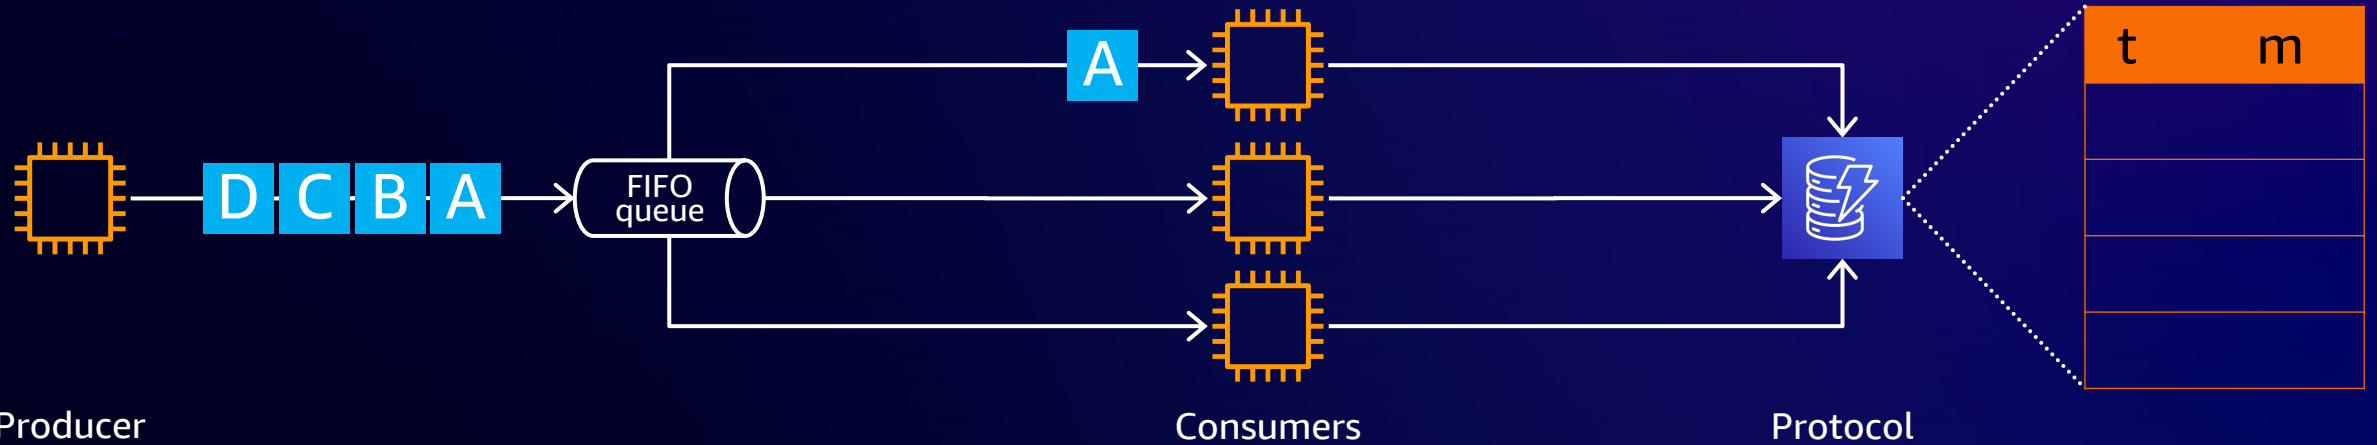 A
t m
D C B A
FIFO
queue
Producer
Consumers
Protocol